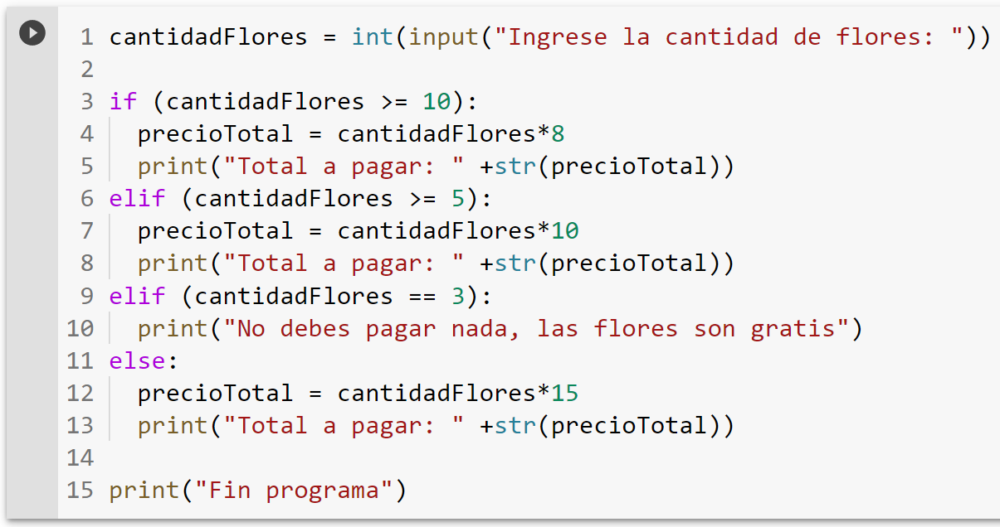 1 cantidadFlores = int(input("Ingrese la cantidad de flores: "))
2
3 if (cantidadFlores >= 10):
4   precioTotal = cantidadFlores*8
5   print("Total a pagar: " +str(precioTotal))
6 elif (cantidadFlores >= 5):
7   precioTotal = cantidadFlores*10
8   print("Total a pagar: " +str(precioTotal))
9 elif (cantidadFlores == 3):
10   print("No debes pagar nada, las flores son gratis")
11 else:
12   precioTotal = cantidadFlores*15
13   print("Total a pagar: " +str(precioTotal))
14
15 print("Fin programa")